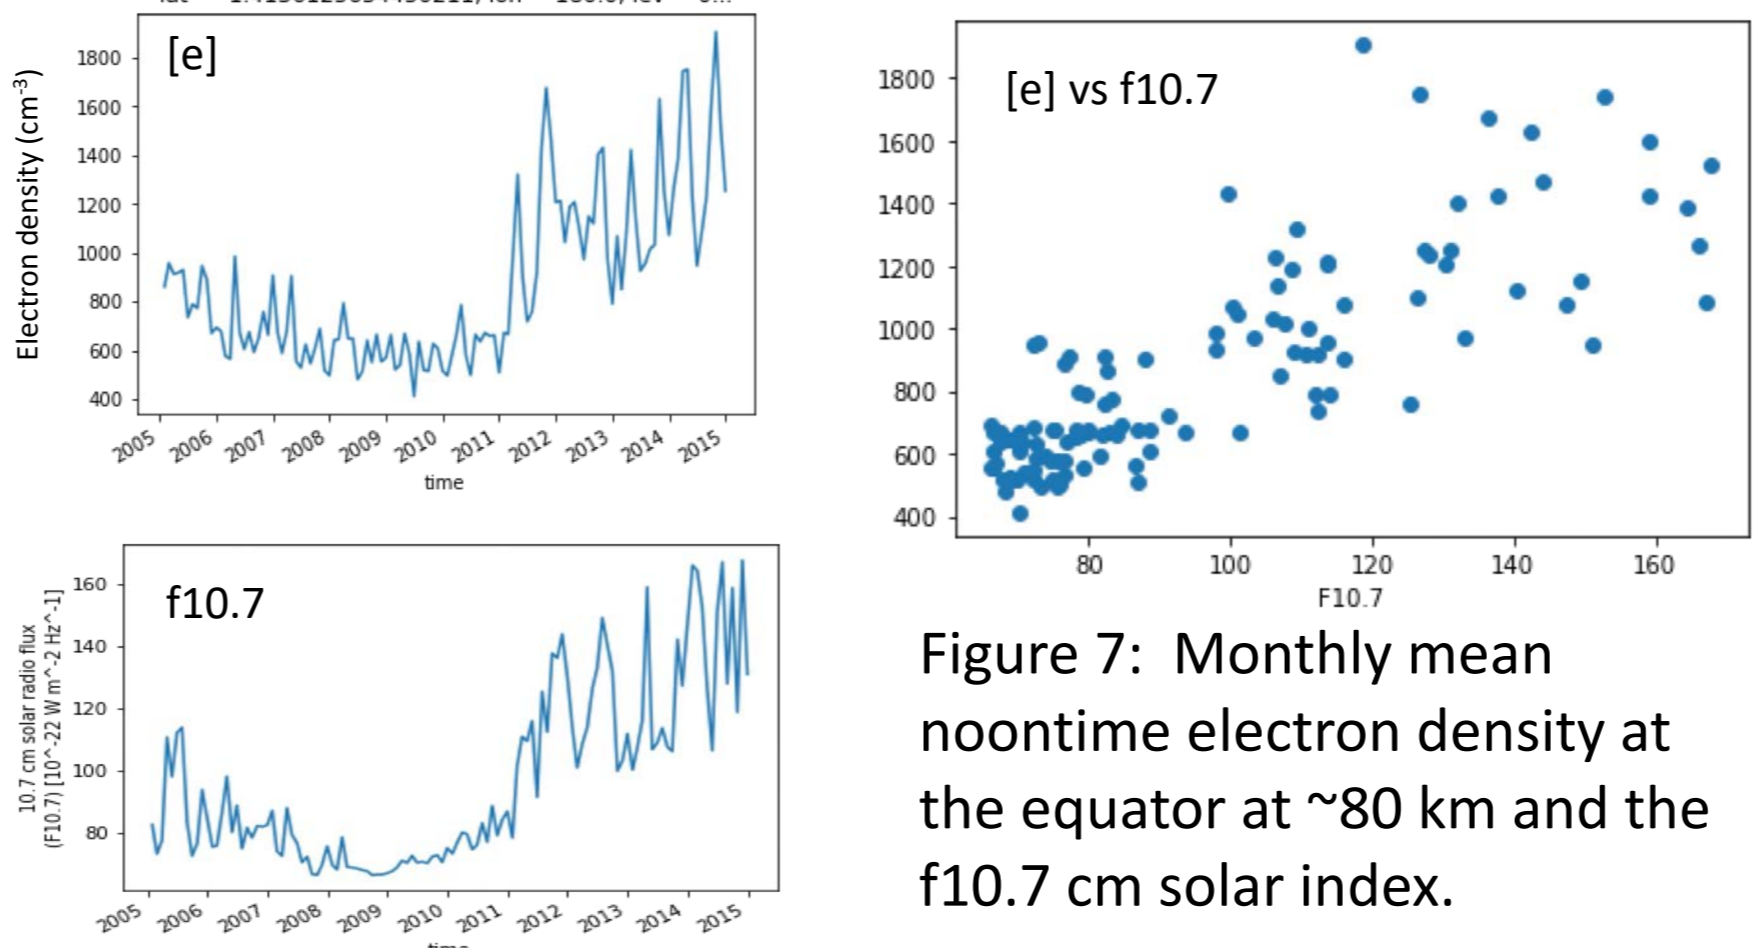 [e]
Electron density (cm-3)
1800
1600
1400
1200
1000
800
600
400
2005 2006 2007 2008 2009 2010 2011 2012 2013 2014 2015
time
f10.7
10.7 cm solar radio flux
(F10.7) [10^-22 W m^-2 Hz^-1]
160
140
120
100
80
2005 2006 2007 2008 2009 2010 2011 2012 2013 2014 2015
time
[e] vs f10.7
1800
1600
1400
1200
1000
800
600
400
80 100 120 140 160
F10.7
Figure 7: Monthly mean
noontime electron density at
the equator at ~80 km and the
f10.7 cm solar index.